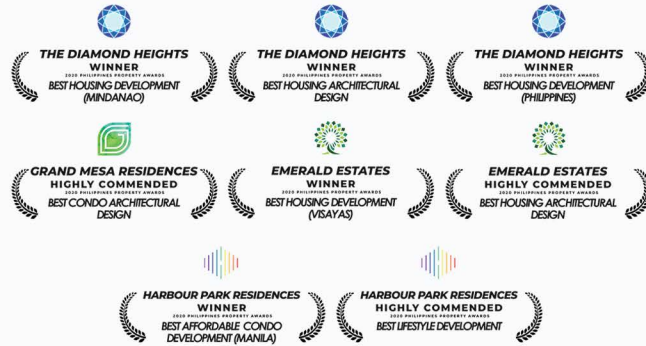 THE DIAMOND HEIGHTS
WINNER
2020 PHILIPPINES PROPERTY AWARDS
BEST HOUSING DEVELOPMENT
(MINDANAO)
THE DIAMOND HEIGHTS
WINNER
2020 PHILIPPINES PROPERTY AWARDS
BEST HOUSING ARCHITECTURAL
DESIGN
THE DIAMOND HEIGHTS
WINNER
2020 PHILIPPINES PROPERTY AWARDS
BEST HOUSING DEVELOPMENT
(PHILIPPINES)
GRAND MESA RESIDENCES
HIGHLY COMMENDED
2020 PHILIPPINES PROPERTY AWARDS
BEST CONDO ARCHITECTURAL
DESIGN
EMERALD ESTATES
WINNER
2020 PHILIPPINES PROPERTY AWARDS
BEST HOUSING DEVELOPMENT
(VISAYAS)
EMERALD ESTATES
HIGHLY COMMENDED
2020 PHILIPPINES PROPERTY AWARDS
BEST HOUSING ARCHITECTURAL
DESIGN
HARBOUR PARK RESIDENCES
WINNER
2020 PHILIPPINES PROPERTY AWARDS
BEST AFFORDABLE CONDO
DEVELOPMENT (MANILA)
HARBOUR PARK RESIDENCES
HIGHLY COMMENDED
2020 PHILIPPINES PROPERTY AWARDS
BEST LIFESTYLE DEVELOPMENT